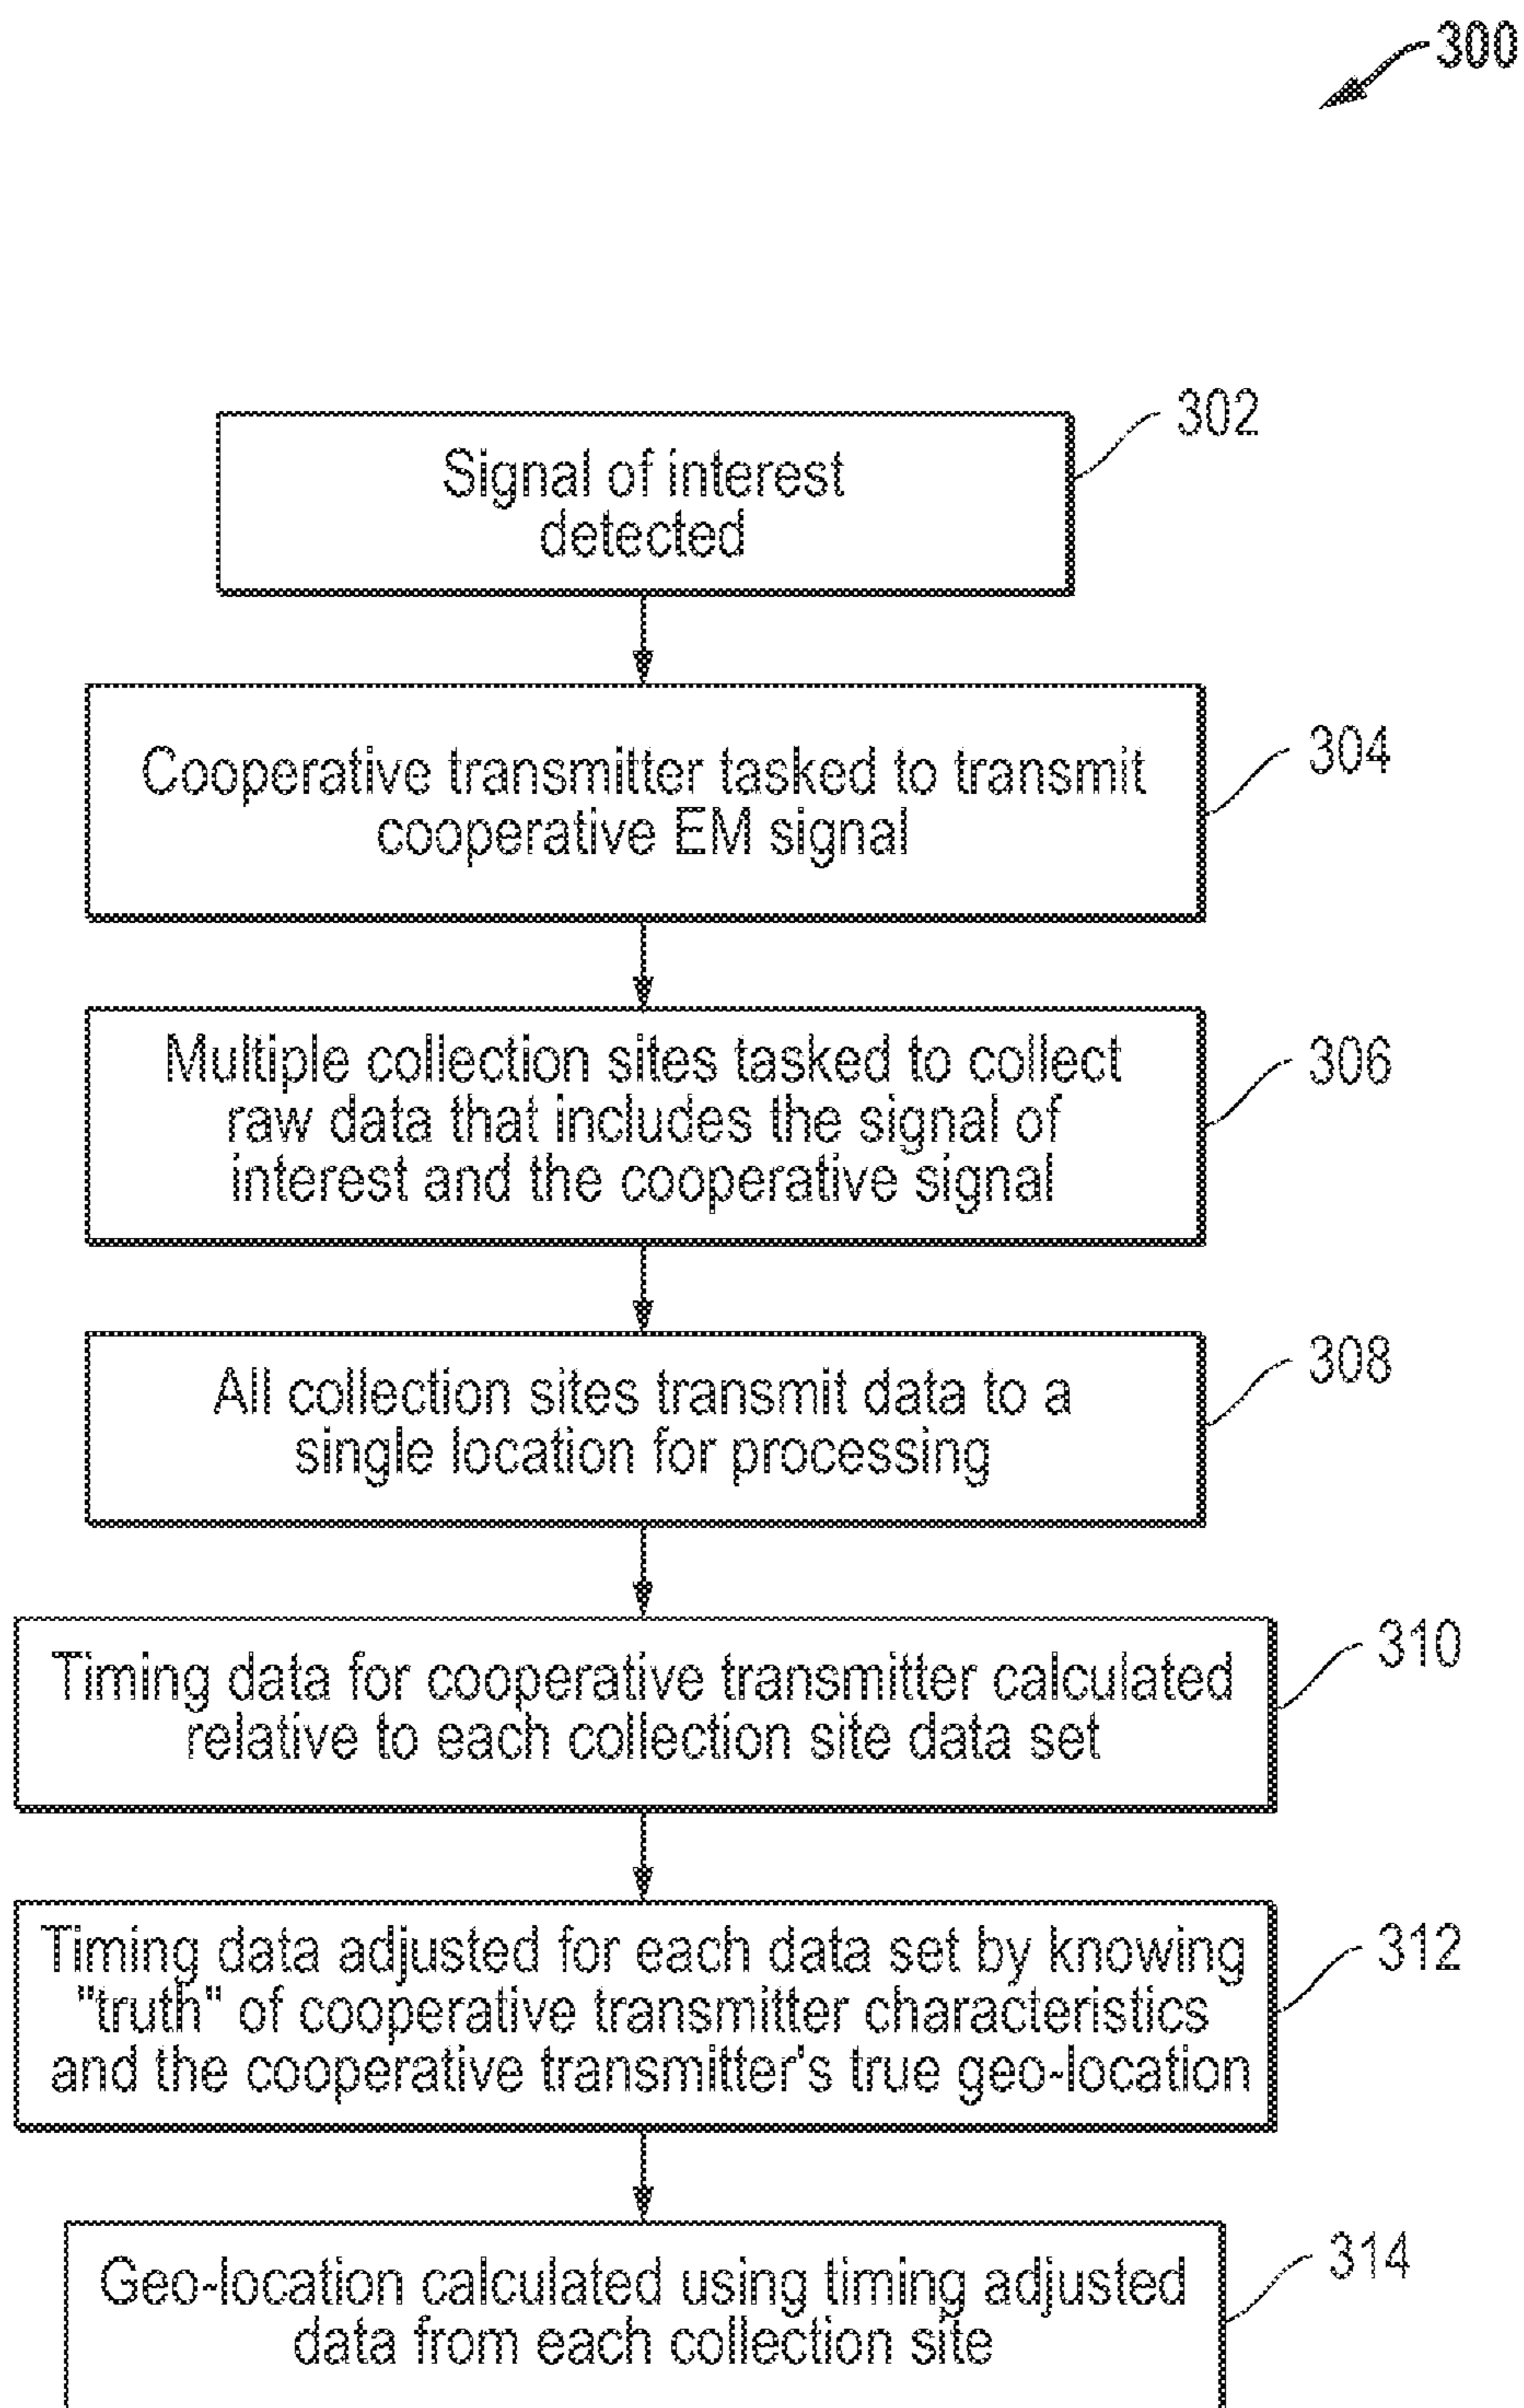 300
302
Signal of interest
detected
304
Cooperative transmitter tasked to transmit
cooperative EM signal
306
Multiple collection sites tasked to collect
raw data that includes the signal of
interest and the cooperative signal
308
All collection sites transmit data to a
single location for processing
310
Timing data for cooperative transmitter calculated
relative to each collection site data set
312
Timing data adjusted for each data set by knowing
"truth" of cooperative transmitter characteristics
and the cooperative transmitter's true geo-location
314
Geo-location calculated using timing adjusted
data from each collection site